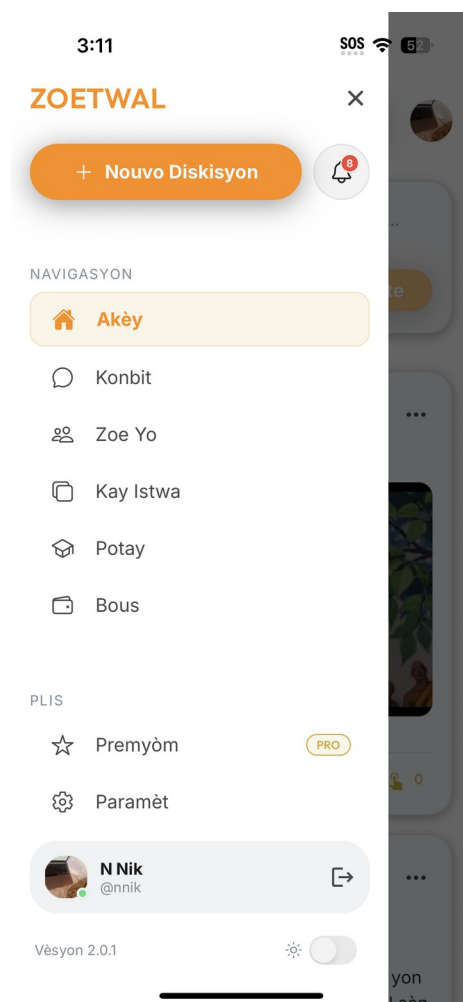 3:11
SOS
52
ZOETWAL
+ Nouvo Diskisyon
8
NAVIGASYON
Akèy
Konbit
Zoe Yo
Kay Istwa
Potay
Bous
PLIS
Premyòm
PRO
Paramèt
0
N Nik
@nnik
Vèsyon 2.0.1
yon